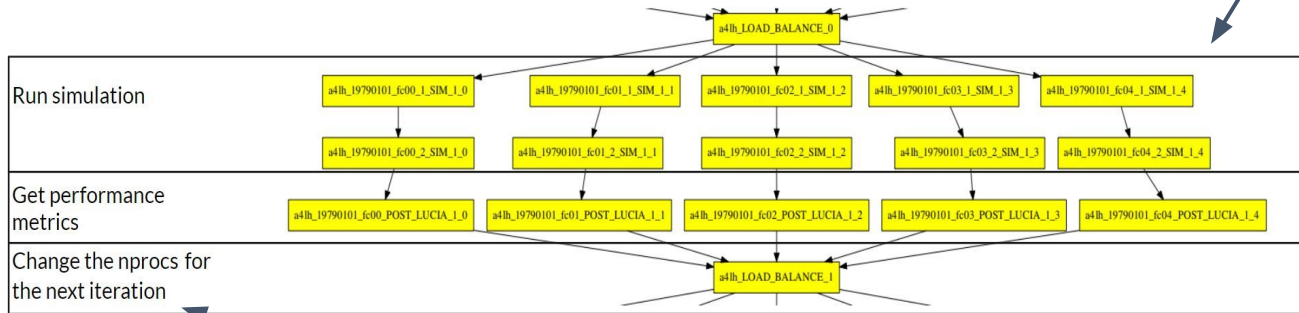 a4lh_LOAD_BALANCE_0
Run simulation
a4lh_19790101_fc00_1_SIM_1_0
a4lh_19790101_fc01_1_SIM_1_1
a4lh_19790101_fc02_1_SIM_1_2
a4lh_19790101_fc03_1_SIM_1_3
a4lh_19790101_fc04_1_SIM_1_4
a4lh_19790101_fc00_2_SIM_1_0
a4lh_19790101_fc01_2_SIM_1_1
a4lh_19790101_fc02_2_SIM_1_2
a4lh_19790101_fc03_2_SIM_1_3
a4lh_19790101_fc04_2_SIM_1_4
Get performance
metrics
a4lh_19790101_fc00_POST_LUCIA_1_0
a4lh_19790101_fc01_POST_LUCIA_1_1
a4lh_19790101_fc02_POST_LUCIA_1_2
a4lh_19790101_fc03_POST_LUCIA_1_3
a4lh_19790101_fc04_POST_LUCIA_1_4
Change the nprocs for
the next iteration
a4lh_LOAD_BALANCE_1